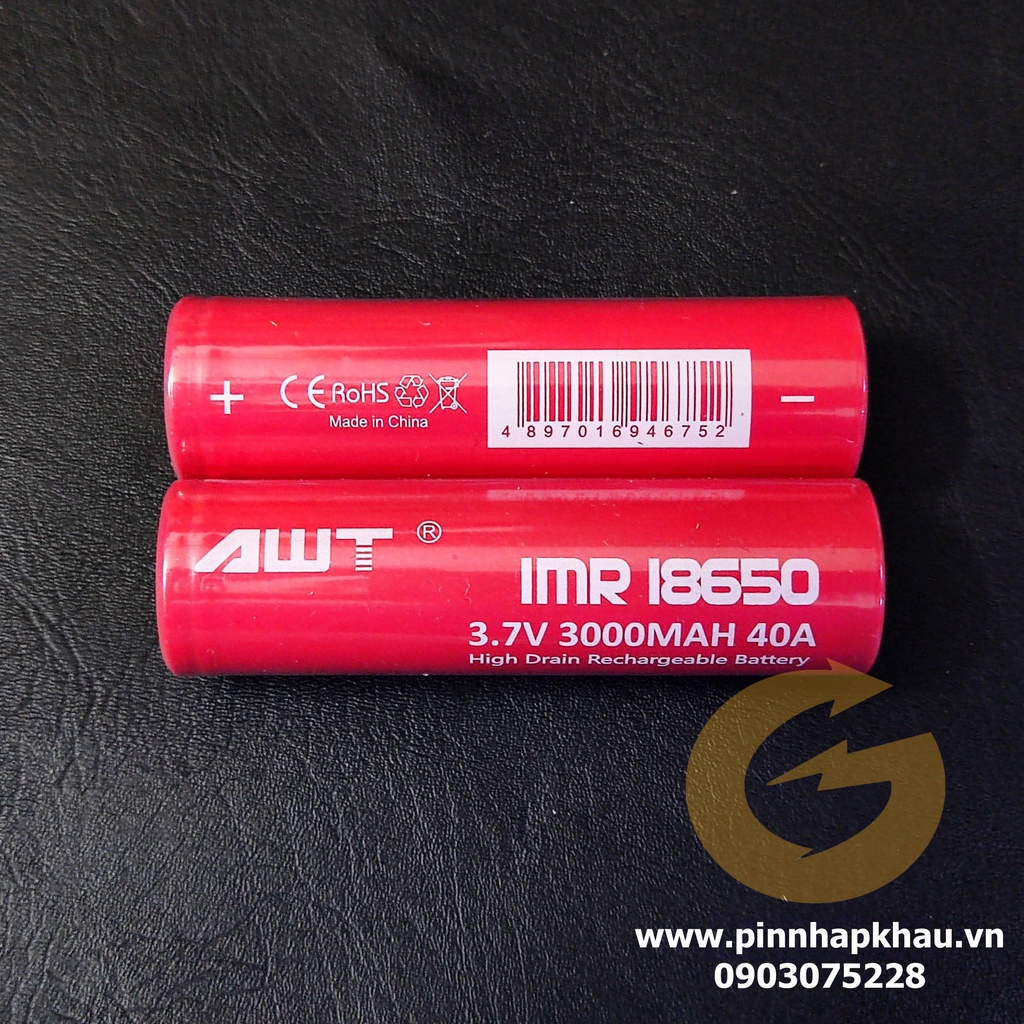 + CE RoHS −
Made in China
4 897016 946752
AWT ®
IMR 18650
3.7V 3000MAH 40A
High Drain Rechargeable Battery
www.pinnhapkhau.vn
0903075228